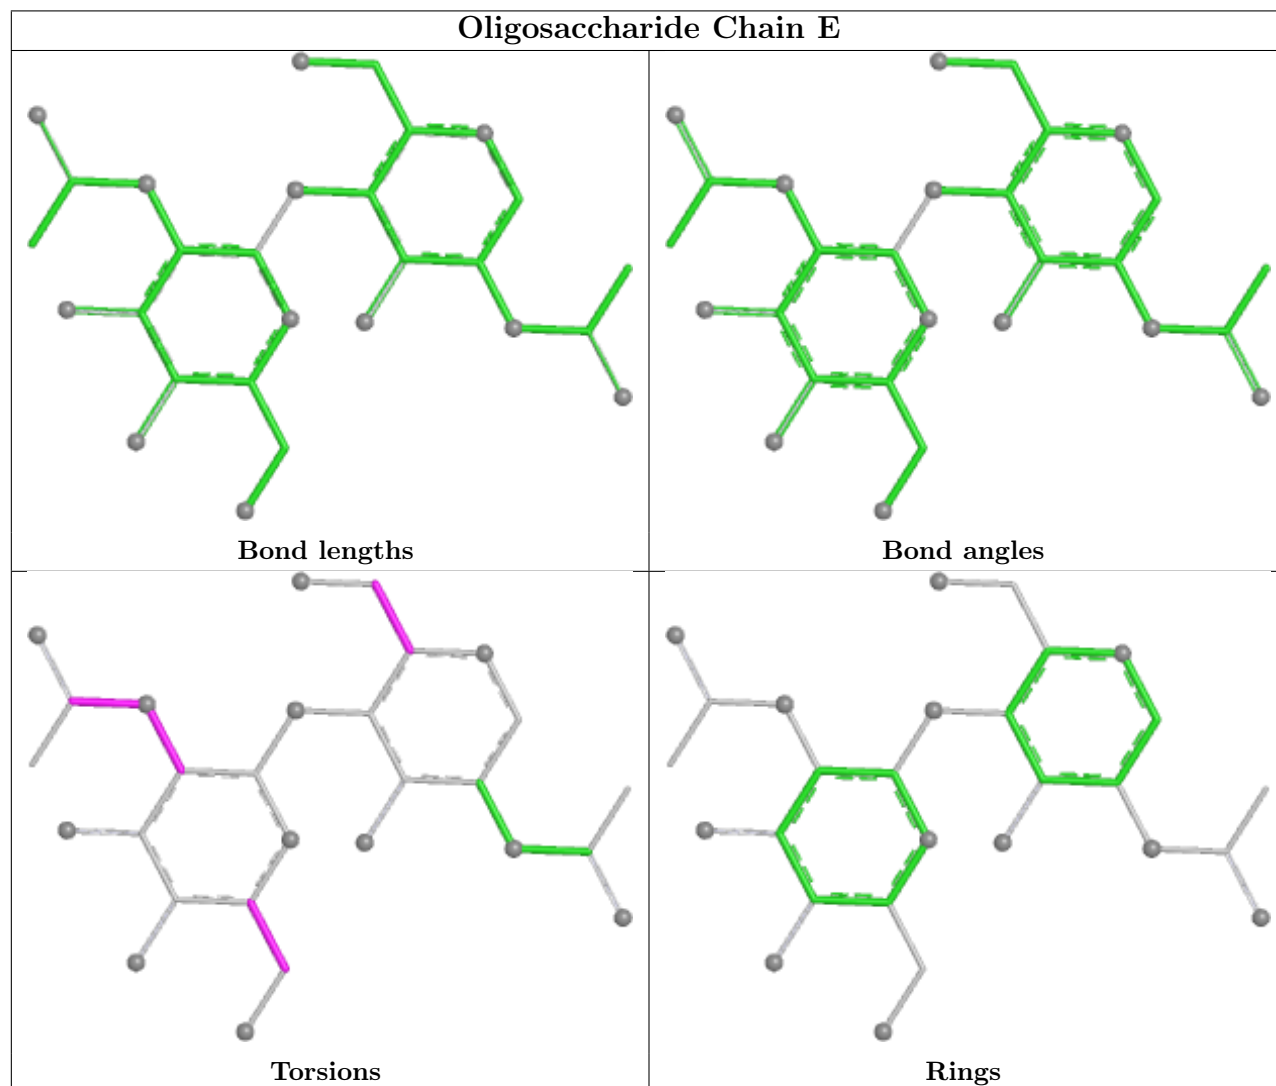 Oligosaccharide Chain E
Bond lengths
Bond angles
Torsions
Rings